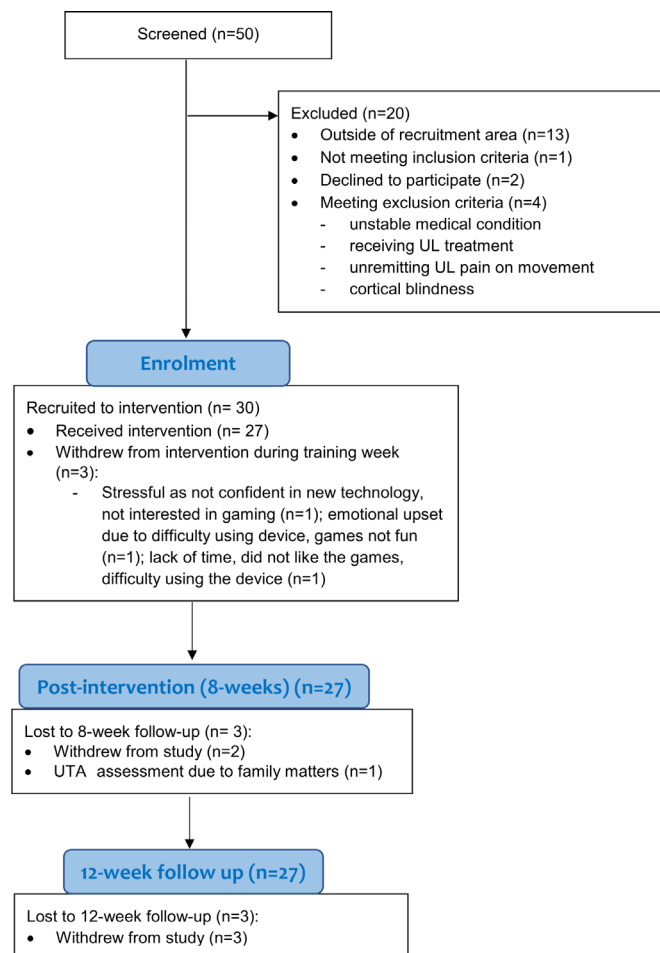 Screened (n=50)
Excluded (n=20)
• Outside of recruitment area (n=13)
• Not meeting inclusion criteria (n=1)
• Declined to participate (n=2)
• Meeting exclusion criteria (n=4)
- unstable medical condition
- receiving UL treatment
- unremitting UL pain on movement
- cortical blindness
Enrolment
Recruited to intervention (n= 30)
• Received intervention (n= 27)
• Withdrew from intervention during training week
(n=3):
- Stressful as not confident in new technology,
not interested in gaming (n=1); emotional upset
due to difficulty using device, games not fun
(n=1); lack of time, did not like the games,
difficulty using the device (n=1)
Post-intervention (8-weeks) (n=27)
Lost to 8-week follow-up (n= 3):
• Withdrew from study (n=2)
• UTA assessment due to family matters (n=1)
12-week follow up (n=27)
Lost to 12-week follow-up (n=3):
• Withdrew from study (n=3)